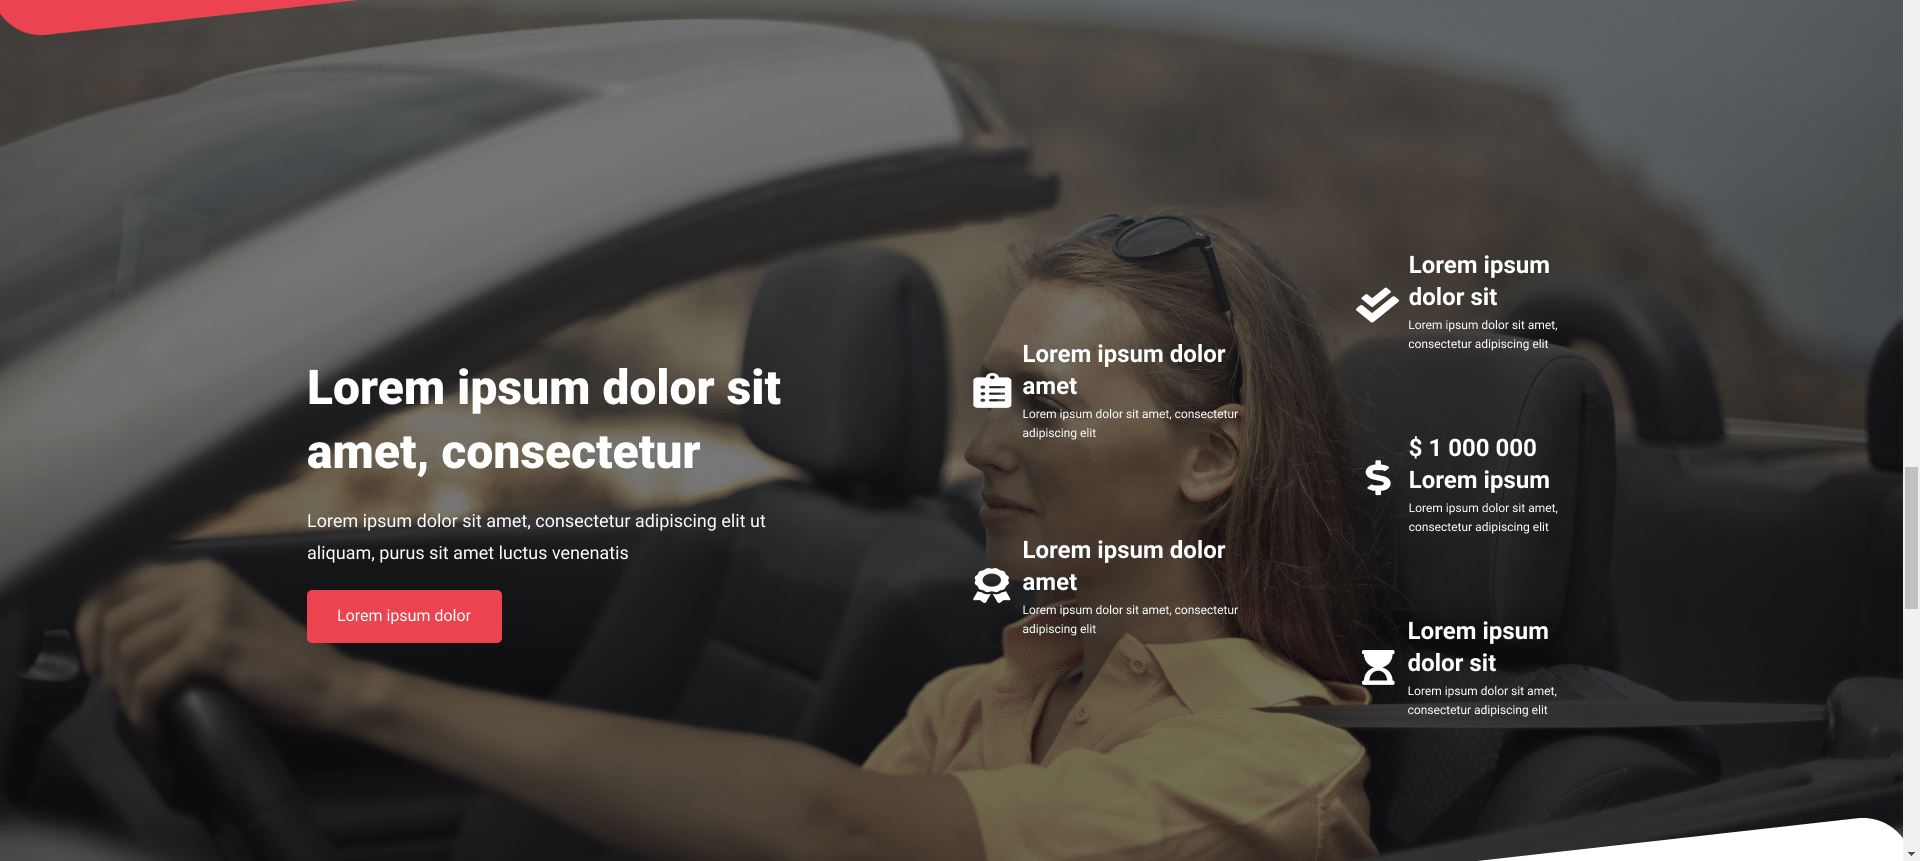 Lorem ipsum dolor sit
amet, consectetur
Lorem ipsum dolor sit amet, consectetur adipiscing elit ut
aliquam, purus sit amet luctus venenatis
Lorem ipsum dolor
Lorem ipsum dolor
amet
Lorem ipsum dolor sit amet, consectetur
adipiscing elit
Lorem ipsum dolor
amet
Lorem ipsum dolor sit amet, consectetur
adipiscing elit
Lorem ipsum
dolor sit
Lorem ipsum dolor sit amet,
consectetur adipiscing elit
$ 1 000 000
Lorem ipsum
Lorem ipsum dolor sit amet,
consectetur adipiscing elit
Lorem ipsum
dolor sit
Lorem ipsum dolor sit amet,
consectetur adipiscing elit